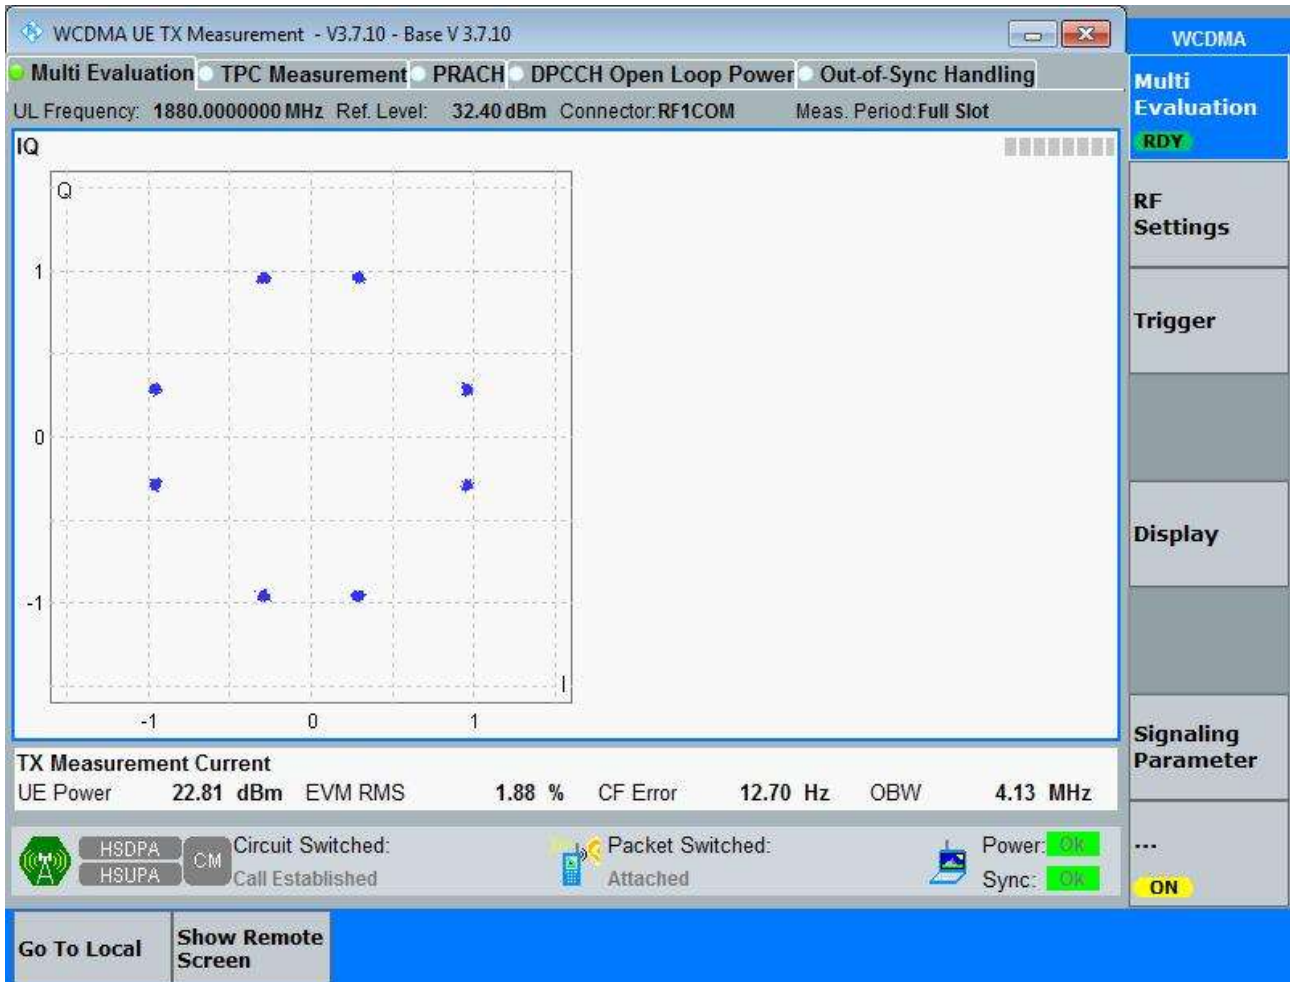 WCDMA UE TX Measurement - V3.7.10 - Base V 3.7.10
Multi Evaluation TPC Measurement PRACH DPCCH Open Loop Power Out-of-Sync Handling
UL Frequency: 1880.0000000 MHz Ref. Level: 32.40 dBm Connector: RF1COM Meas. Period: Full Slot
IQ
Q
1
0
-1
I
-1 0 1
TX Measurement Current
UE Power 22.81 dBm EVM RMS 1.88 % CF Error 12.70 Hz OBW 4.13 MHz
HSDPA
HSUPA
CM
Circuit Switched:
Call Established
Packet Switched:
Attached
Power: Ok
Sync: Ok
WCDMA
Multi
Evaluation
RDY
RF
Settings
Trigger
Display
Signaling
Parameter
...
ON
Go To Local
Show Remote
Screen